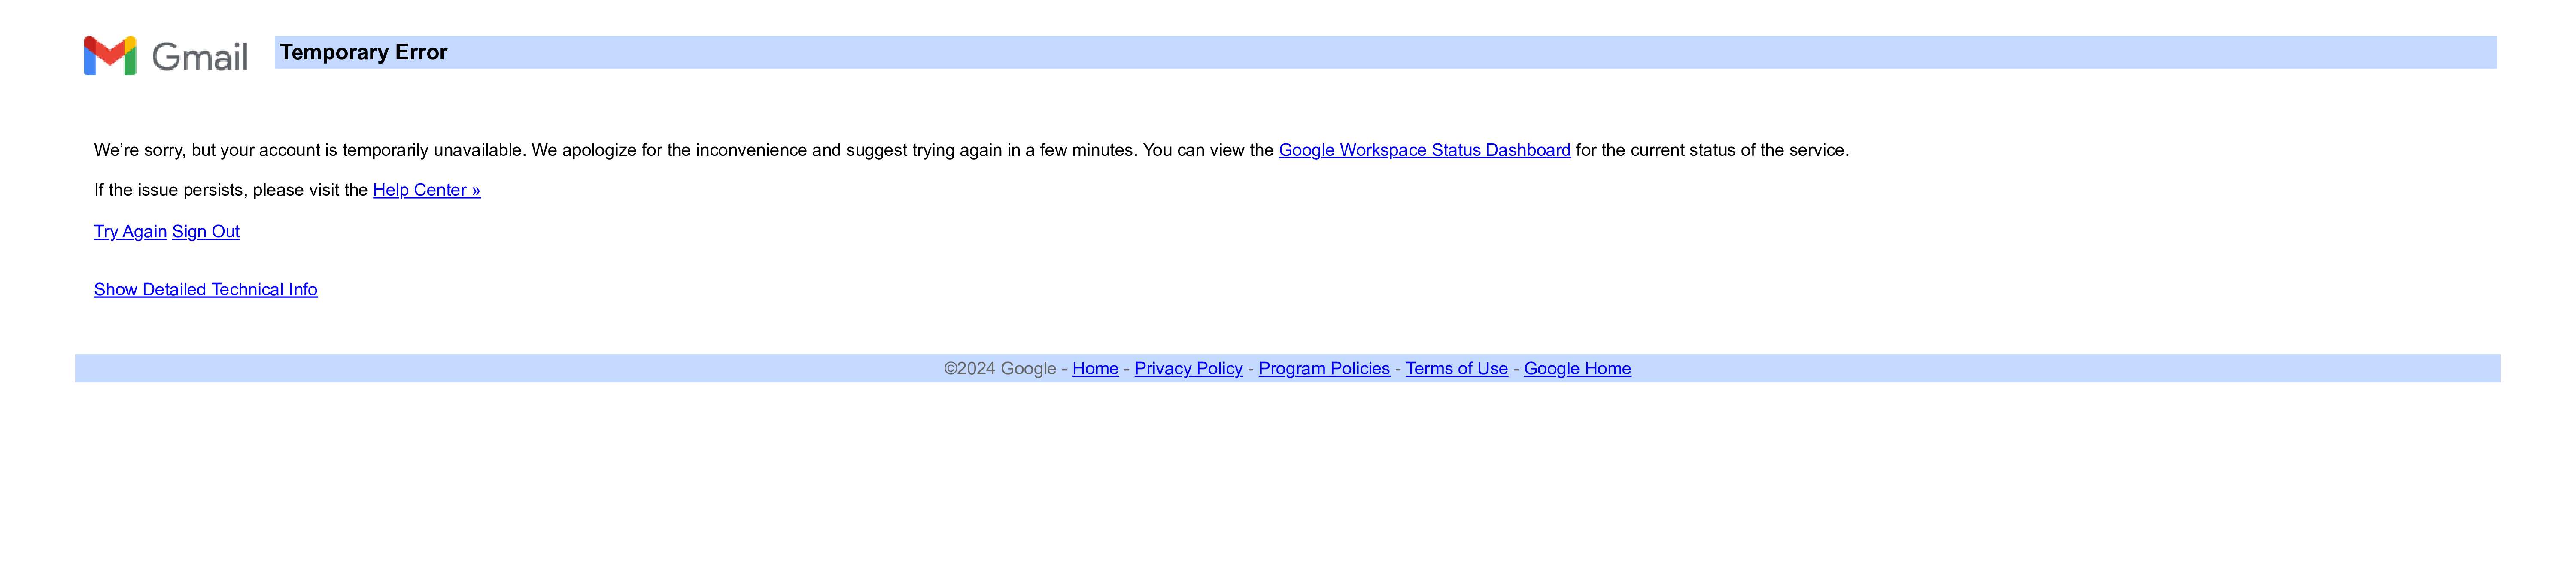 Gmail
Temporary Error
We're sorry, but your account is temporarily unavailable. We apologize for the inconvenience and suggest trying again in a few minutes. You can view the Google Workspace Status Dashboard for the current status of the service.
If the issue persists, please visit the Help Center »
Try Again Sign Out
Show Detailed Technical Info
©2024 Google - Home - Privacy Policy - Program Policies - Terms of Use - Google Home